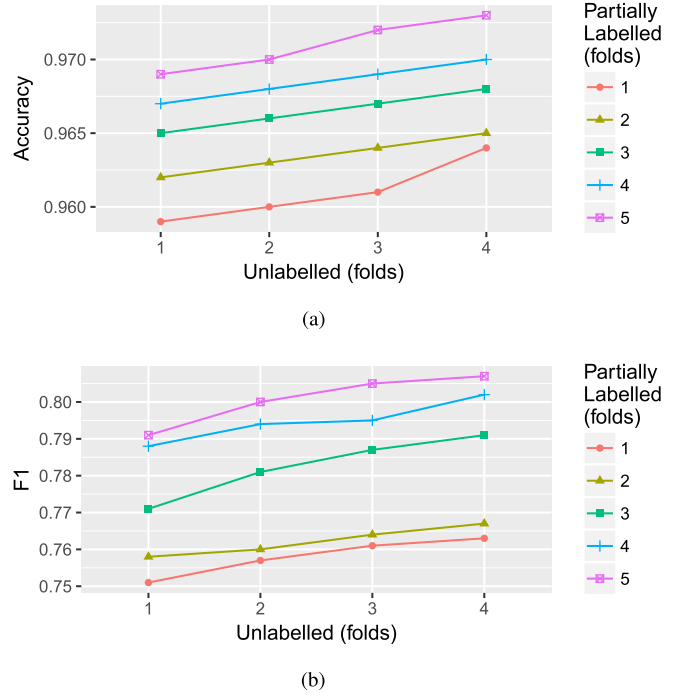 Partially
Labelled
(folds)
1
2
3
4
5
0.970
0.965
0.960
Accuracy
1 2 3 4
Unlabelled (folds)
(a)
Partially
Labelled
(folds)
1
2
3
4
5
0.80
0.79
0.78
0.77
0.76
0.75
F1
1 2 3 4
Unlabelled (folds)
(b)